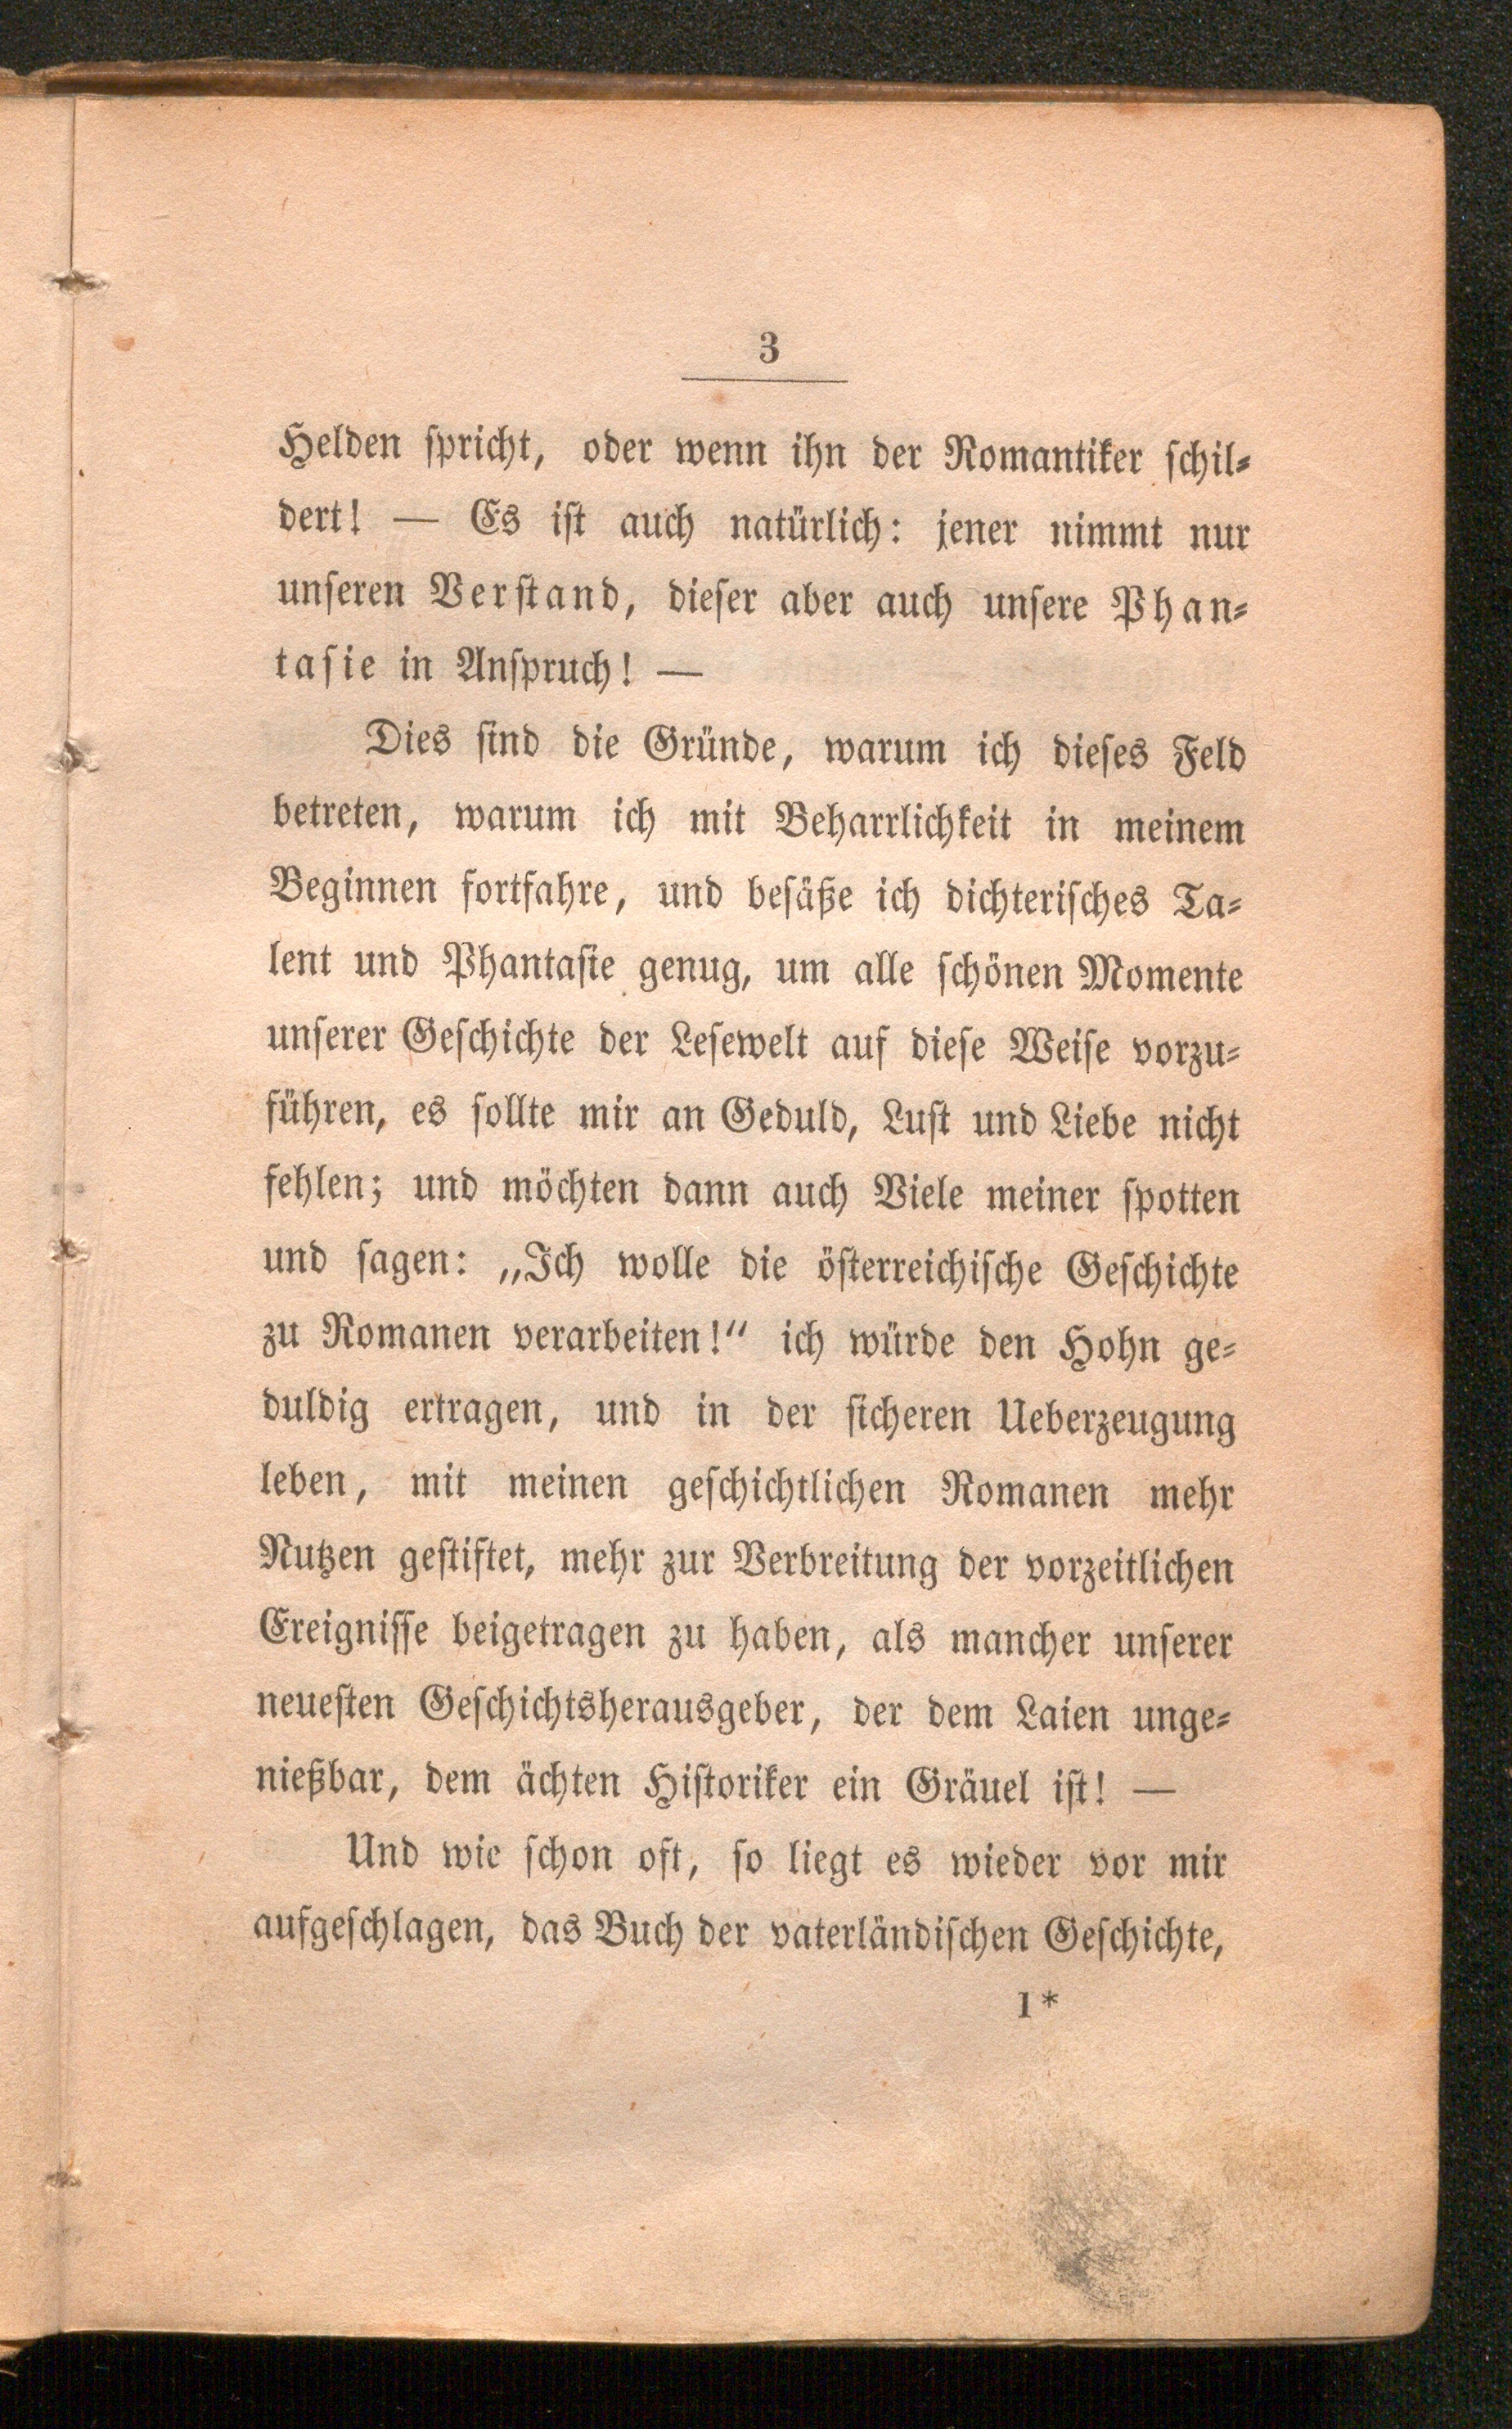 3
Helden spricht, oder wenn ihn der Romantiker schil-
dert! — Es ist auch natürlich: jener nimmt nur
unseren Verstand, dieser aber auch unsere Phan-
tasie in Anspruch! —
Dies sind die Gründe, warum ich dieses Feld
betreten, warum ich mit Beharrlichkeit in meinem
Beginnen fortfahre, und besäße ich dichterisches Ta-
lent und Phantasie genug, um alle schönen Momente
unserer Geschichte der Lesewelt auf diese Weise vorzu-
führen, es sollte mir an Geduld, Lust und Liebe nicht
fehlen; und möchten dann auch Viele meiner spotten
und sagen: „Ich wolle die österreichische Geschichte
zu Romanen verarbeiten!“ ich würde den Hohn ge-
duldig ertragen, und in der sicheren Ueberzeugung
leben, mit meinen geschichtlichen Romanen mehr
Nutzen gestiftet, mehr zur Verbreitung der vorzeitlichen
Ereignisse beigetragen zu haben, als mancher unserer
neuesten Geschichtsherausgeber, der dem Laien unge-
nießbar, dem ächten Historiker ein Gräuel ist! —
Und wie schon oft, so liegt es wieder vor mir
aufgeschlagen, das Buch der vaterländischen Geschichte,
1*